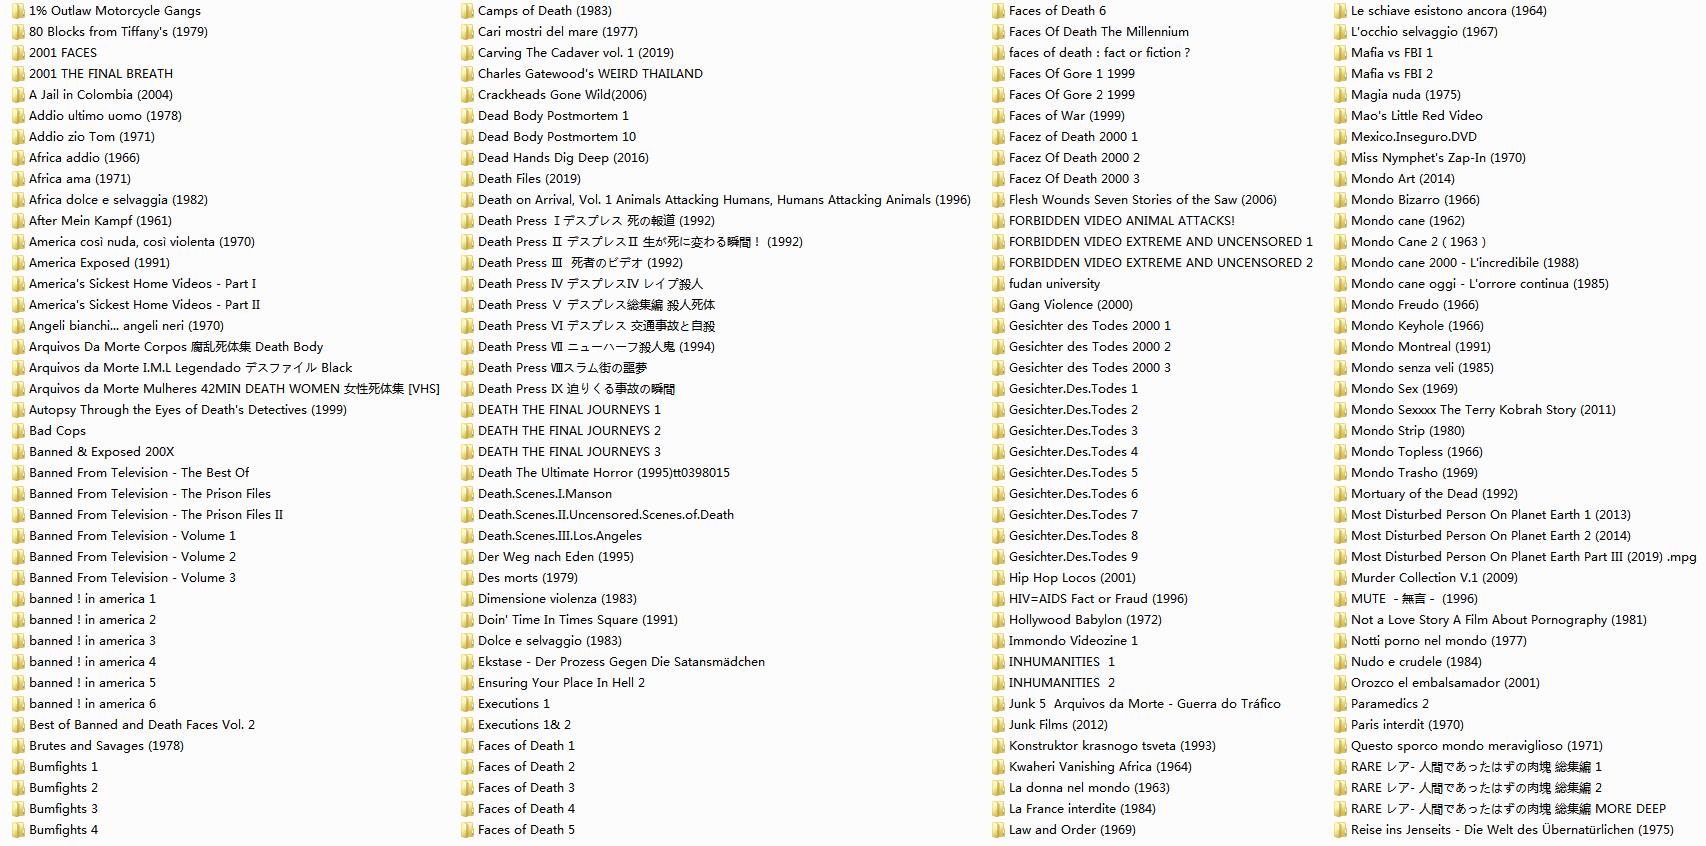 1% Outlaw Motorcycle Gangs
80 Blocks from Tiffany's (1979)
2001 FACES
2001 THE FINAL BREATH
A Jail in Colombia (2004)
Addio ultimo uomo (1978)
Addio zio Tom (1971)
Africa addio (1966)
Africa ama (1971)
Africa dolce e selvaggia (1982)
After Mein Kampf (1961)
America così nuda, così violenta (1970)
America Exposed (1991)
America's Sickest Home Videos - Part I
America's Sickest Home Videos - Part II
Angeli bianchi... angeli neri (1970)
Arquivos Da Morte Corpos 腐乱死体集 Death Body
Arquivos da Morte I.M.L Legendado デスファイル Black
Arquivos da Morte Mulheres 42MIN DEATH WOMEN 女性死体集 [VHS]
Autopsy Through the Eyes of Death's Detectives (1999)
Bad Cops
Banned & Exposed 200X
Banned From Television - The Best Of
Banned From Television - The Prison Files
Banned From Television - The Prison Files II
Banned From Television - Volume 1
Banned From Television - Volume 2
Banned From Television - Volume 3
banned ! in america 1
banned ! in america 2
banned ! in america 3
banned ! in america 4
banned ! in america 5
banned ! in america 6
Best of Banned and Death Faces Vol. 2
Brutes and Savages (1978)
Bumfights 1
Bumfights 2
Bumfights 3
Bumfights 4
Camps of Death (1983)
Cari mostri del mare (1977)
Carving The Cadaver vol. 1 (2019)
Charles Gatewood's WEIRD THAILAND
Crackheads Gone Wild(2006)
Dead Body Postmortem 1
Dead Body Postmortem 10
Dead Hands Dig Deep (2016)
Death Files (2019)
Death on Arrival, Vol. 1 Animals Attacking Humans, Humans Attacking Animals (1996)
Death Press Ⅰデスプレス 死の報道 (1992)
Death Press Ⅱ デスプレスⅡ 生が死に変わる瞬間！ (1992)
Death Press Ⅲ 死者のビデオ (1992)
Death Press Ⅳ デスプレスⅣ レイプ殺人
Death Press Ⅴ デスプレス総集編 殺人死体
Death Press Ⅵ デスプレス 交通事故と自殺
Death Press Ⅶ ニューハーフ殺人鬼 (1994)
Death Press Ⅷスラム街の噩夢
Death Press Ⅸ 迫りくる事故の瞬間
DEATH THE FINAL JOURNEYS 1
DEATH THE FINAL JOURNEYS 2
DEATH THE FINAL JOURNEYS 3
Death The Ultimate Horror (1995)tt0398015
Death.Scenes.I.Manson
Death.Scenes.II.Uncensored.Scenes.of.Death
Death.Scenes.III.Los.Angeles
Der Weg nach Eden (1995)
Des morts (1979)
Dimensione violenza (1983)
Doin' Time In Times Square (1991)
Dolce e selvaggio (1983)
Ekstase - Der Prozess Gegen Die Satansmädchen
Ensuring Your Place In Hell 2
Executions 1
Executions 1& 2
Faces of Death 1
Faces of Death 2
Faces of Death 3
Faces of Death 4
Faces of Death 5
Faces of Death 6
Faces Of Death The Millennium
faces of death : fact or fiction ?
Faces Of Gore 1 1999
Faces Of Gore 2 1999
Faces of War (1999)
Facez of Death 2000 1
Facez Of Death 2000 2
Facez Of Death 2000 3
Flesh Wounds Seven Stories of the Saw (2006)
FORBIDDEN VIDEO ANIMAL ATTACKS!
FORBIDDEN VIDEO EXTREME AND UNCENSORED 1
FORBIDDEN VIDEO EXTREME AND UNCENSORED 2
fudan university
Gang Violence (2000)
Gesichter des Todes 2000 1
Gesichter des Todes 2000 2
Gesichter des Todes 2000 3
Gesichter.Des.Todes 1
Gesichter.Des.Todes 2
Gesichter.Des.Todes 3
Gesichter.Des.Todes 4
Gesichter.Des.Todes 5
Gesichter.Des.Todes 6
Gesichter.Des.Todes 7
Gesichter.Des.Todes 8
Gesichter.Des.Todes 9
Hip Hop Locos (2001)
HIV=AIDS Fact or Fraud (1996)
Hollywood Babylon (1972)
Immondo Videozine 1
INHUMANITIES 1
INHUMANITIES 2
Junk 5 Arquivos da Morte - Guerra do Tráfico
Junk Films (2012)
Konstruktor krasnogo tsveta (1993)
Kwaheri Vanishing Africa (1964)
La donna nel mondo (1963)
La France interdite (1984)
Law and Order (1969)
Le schiave esistono ancora (1964)
L'occhio selvaggio (1967)
Mafia vs FBI 1
Mafia vs FBI 2
Magia nuda (1975)
Mao's Little Red Video
Mexico.Inseguro.DVD
Miss Nymphet's Zap-In (1970)
Mondo Art (2014)
Mondo Bizarro (1966)
Mondo cane (1962)
Mondo Cane 2 ( 1963 )
Mondo cane 2000 - L'incredibile (1988)
Mondo cane oggi - L'orrore continua (1985)
Mondo Freudo (1966)
Mondo Keyhole (1966)
Mondo Montreal (1991)
Mondo senza veli (1985)
Mondo Sex (1969)
Mondo Sexxxx The Terry Kobrah Story (2011)
Mondo Strip (1980)
Mondo Topless (1966)
Mondo Trasho (1969)
Mortuary of the Dead (1992)
Most Disturbed Person On Planet Earth 1 (2013)
Most Disturbed Person On Planet Earth 2 (2014)
Most Disturbed Person On Planet Earth Part III (2019) .mpg
Murder Collection V.1 (2009)
MUTE - 無言 - (1996)
Not a Love Story A Film About Pornography (1981)
Notti porno nel mondo (1977)
Nudo e crudele (1984)
Orozco el embalsamador (2001)
Paramedics 2
Paris interdit (1970)
Questo sporco mondo meraviglioso (1971)
RARE レア- 人間であったはずの肉塊 総集編 1
RARE レア- 人間であったはずの肉塊 総集編 2
RARE レア- 人間であったはずの肉塊 総集編 MORE DEEP
Reise ins Jenseits - Die Welt des Übernatürlichen (1975)